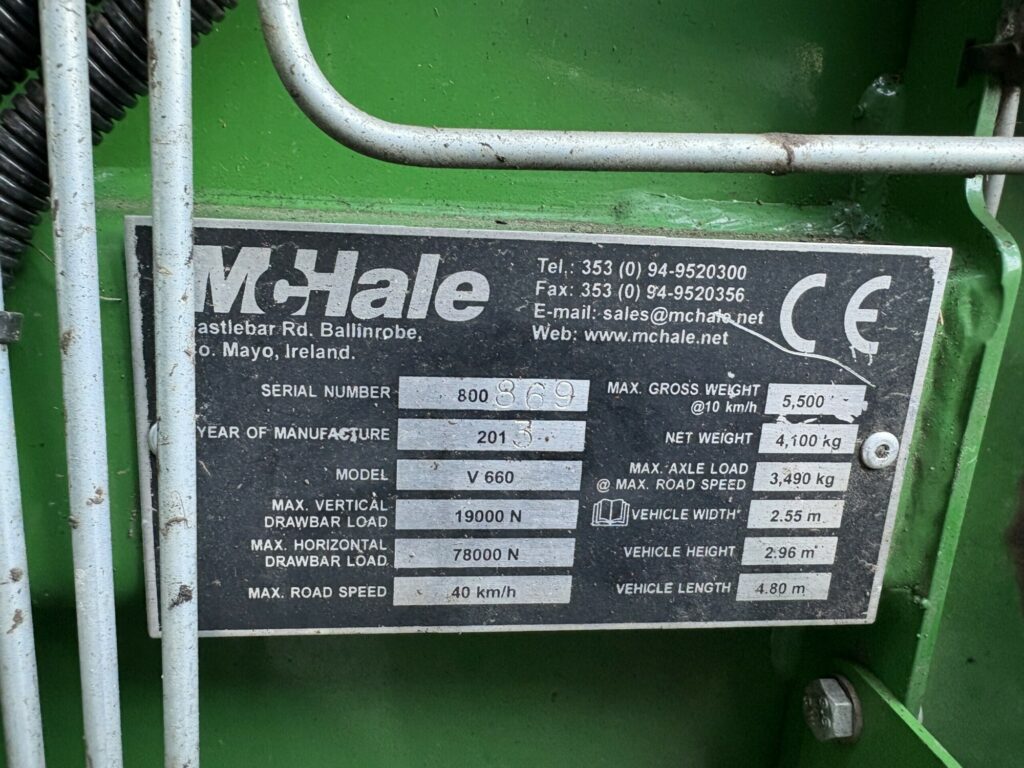 McHale
astlebar Rd. Ballinrobe,
o. Mayo, Ireland.
Tel.: 353 (0) 94-9520300
Fax: 353 (0) 94-9520356
E-mail: sales@mchale.net
Web: www.mchale.net
CE
SERIAL NUMBER 800 869
YEAR OF MANUFACTURE 2013
MODEL V 660
MAX. VERTICAL
DRAWBAR LOAD 19000 N
MAX. HORIZONTAL
DRAWBAR LOAD 78000 N
MAX. ROAD SPEED 40 km/h
MAX. GROSS WEIGHT
@10 km/h 5,500
NET WEIGHT 4,100 kg
MAX. AXLE LOAD
@ MAX. ROAD SPEED 3,490 kg
VEHICLE WIDTH* 2.55 m
VEHICLE HEIGHT 2.96 m
VEHICLE LENGTH 4.80 m